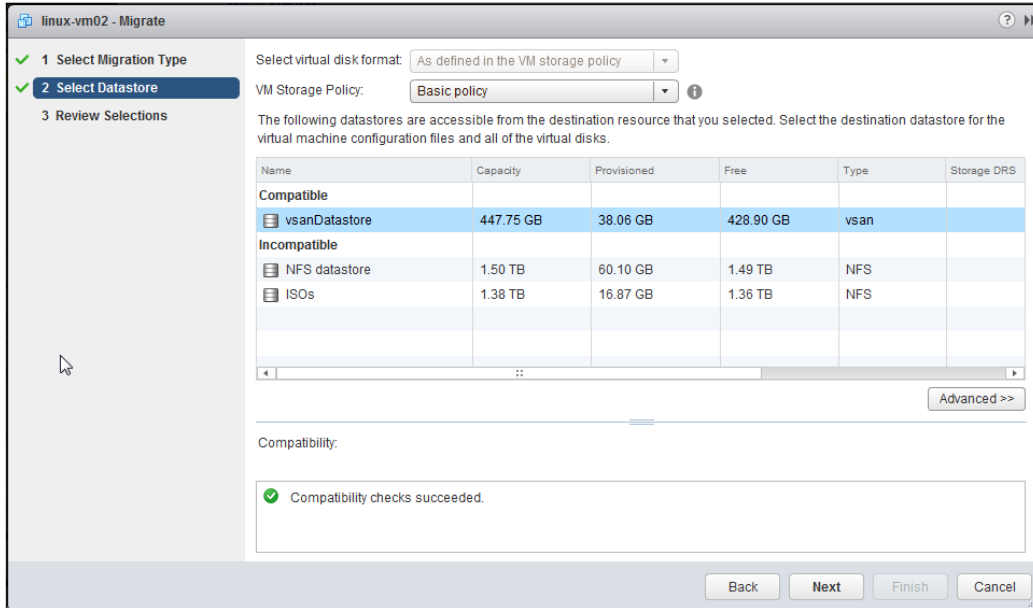 linux-vm02 - Migrate
1 Select Migration Type
2 Select Datastore
3 Review Selections
Select virtual disk format: As defined in the VM storage policy
VM Storage Policy: Basic policy
The following datastores are accessible from the destination resource that you selected. Select the destination datastore for the
virtual machine configuration files and all of the virtual disks.
Name Capacity Provisioned Free Type Storage DRS
Compatible
vsanDatastore 447.75 GB 38.06 GB 428.90 GB vsan
Incompatible
NFS datastore 1.50 TB 60.10 GB 1.49 TB NFS
ISOs 1.38 TB 16.87 GB 1.36 TB NFS
Advanced >>
Compatibility:
Compatibility checks succeeded.
Back Next Finish Cancel